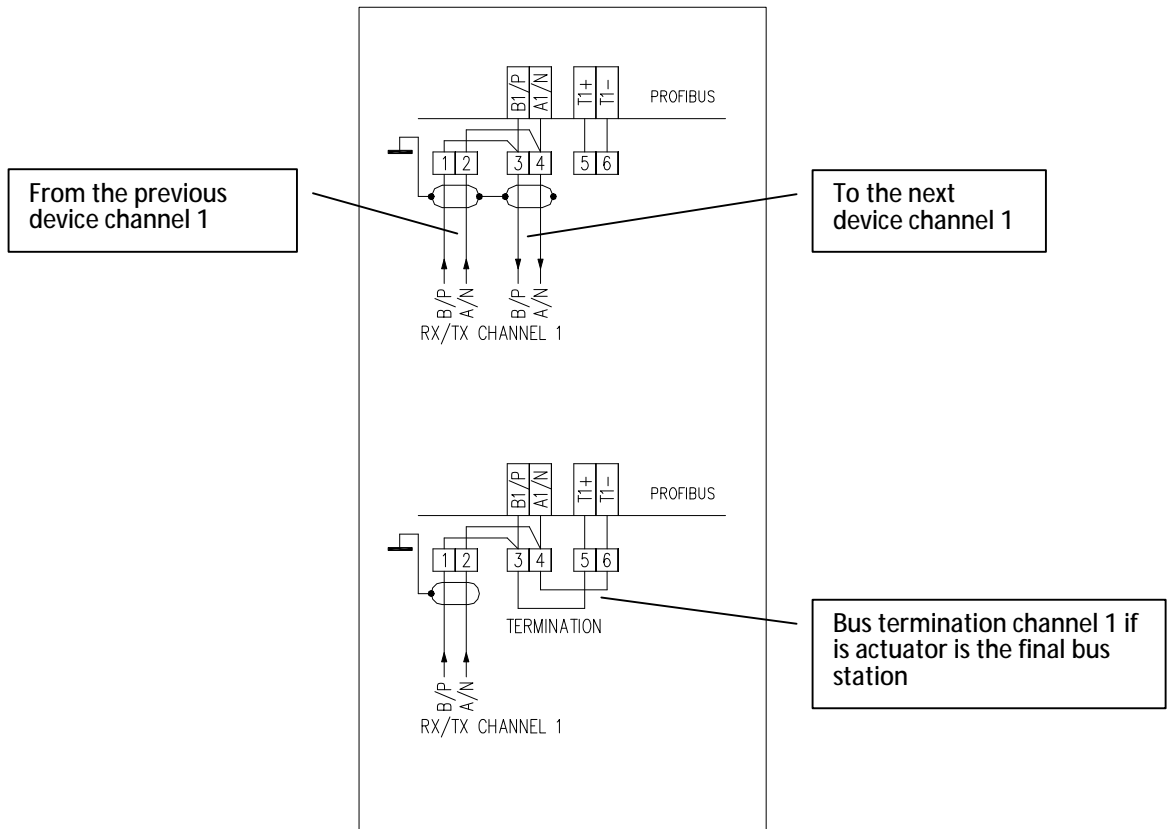 B1/P
A1/N
T1+
T1-
PROFIBUS
1 2 3 4 5 6
From the previous
device channel 1
To the next
device channel 1
B/P
A/N
B/P
A/N
RX/TX CHANNEL 1
B1/P
A1/N
T1+
T1-
PROFIBUS
1 2 3 4 5 6
TERMINATION
Bus termination channel 1 if
is actuator is the final bus
station
B/P
A/N
RX/TX CHANNEL 1